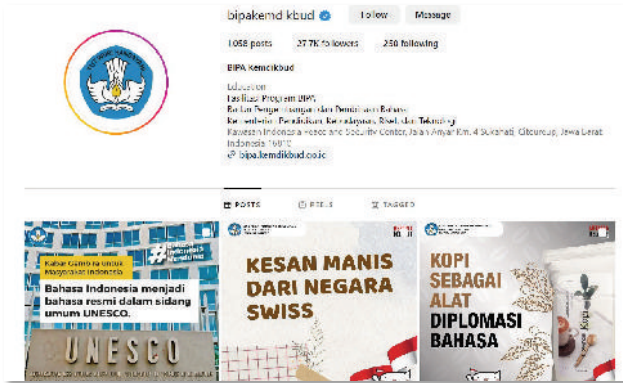 bipakemdikbud
Follow
Message
1058 posts
27.7K followers
250 following
BIPA Kemdikbud
Education
Fasilitasi Program BIPA
Badan Pengembangan dan Pembinaan Bahasa
Kementerian Pendidikan, Kebudayaan, Riset, dan Teknologi
Kawasan Indonesia Peace and Security Center, Jalan Anyar Km. 4 Sukahati, Citeureup, Jawa Barat
Indonesia 16810
bipa.kemdikbud.go.id
POSTS
REELS
TAGGED
Kabar Gembira untuk
Masyarakat Indonesia
Bahasa Indonesia menjadi
bahasa resmi dalam sidang
umum UNESCO.
UNESCO
KESAN MANIS
DARI NEGARA
SWISS
KOPI
SEBAGAI
ALAT
DIPLOMASI
BAHASA
Kopi